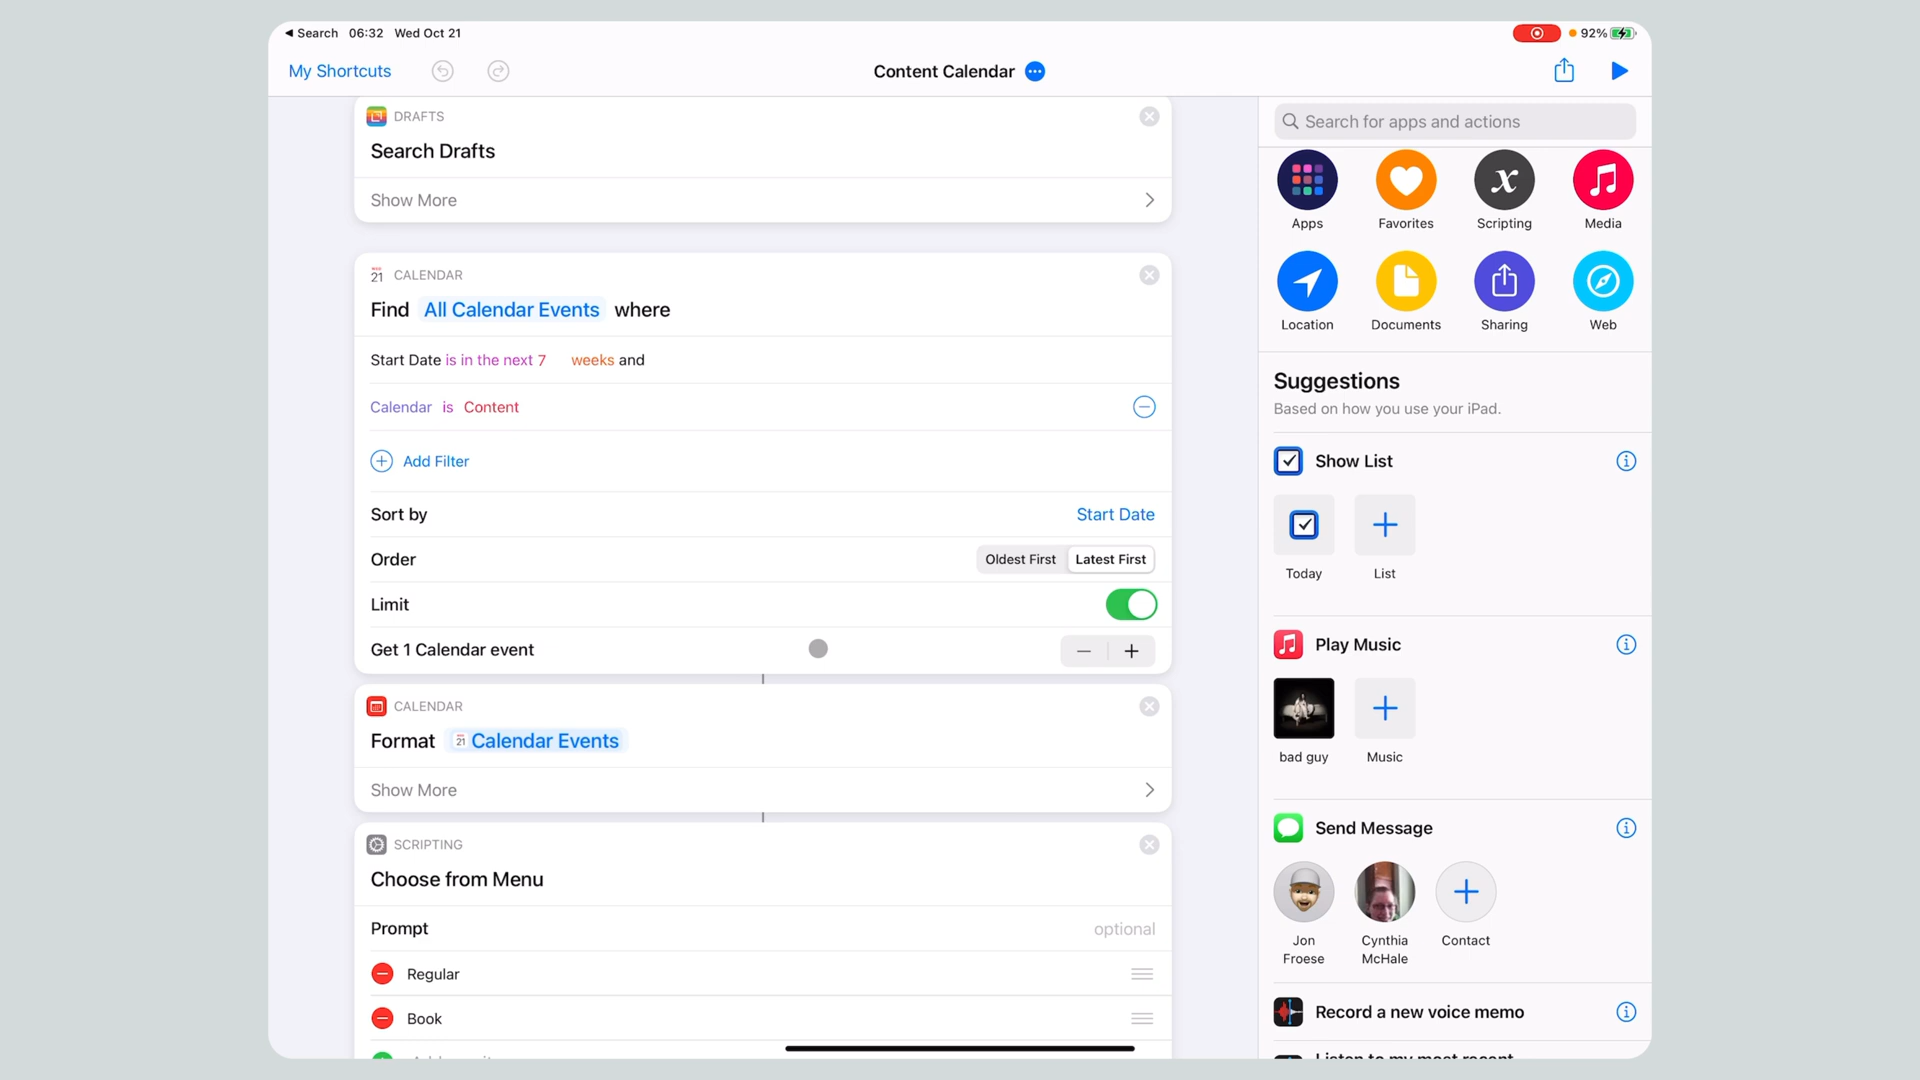 Search 06:32 Wed Oct 21
92%
My Shortcuts
Content Calendar
DRAFTS
Search Drafts
Show More
21 CALENDAR
Find All Calendar Events where
Start Date is in the next 7 weeks and
Calendar is Content
Add Filter
Sort by Start Date
Order Oldest First Latest First
Limit
Get 1 Calendar event
CALENDAR
Format 21 Calendar Events
Show More
SCRIPTING
Choose from Menu
Prompt optional
Regular
Book
Search for apps and actions
Apps Favorites Scripting Media
Location Documents Sharing Web
Suggestions
Based on how you use your iPad.
Show List
Today List
Play Music
bad guy Music
Send Message
Jon Froese
Cynthia McHale
Contact
Record a new voice memo
Listen to my most recent